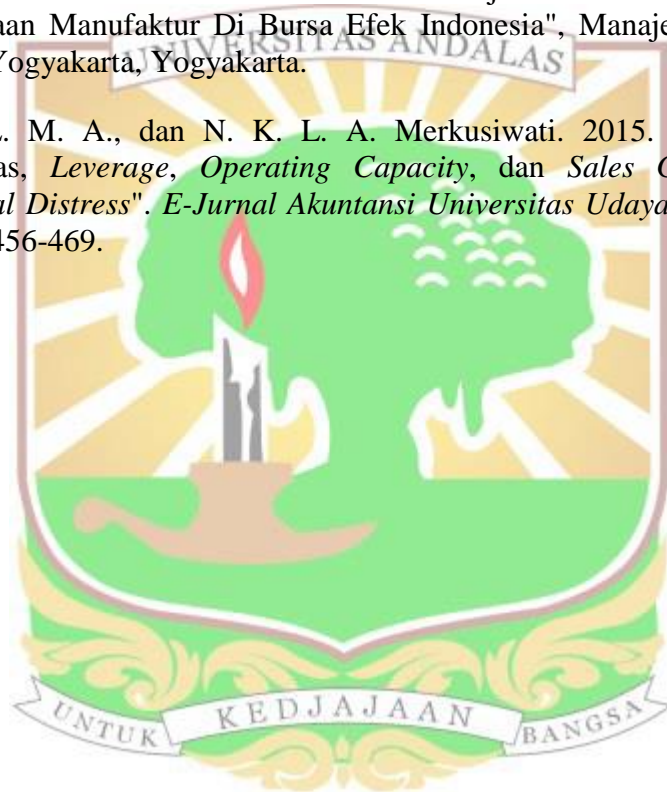 aan Manufaktur Di Bursa Efek Indonesia", Manaje
Yogyakarta, Yogyakarta.
UNIVERSITAS ANDALAS
. M. A., dan N. K. L. A. Merkusiwati. 2015.
as, Leverage, Operating Capacity, dan Sales
al Distress". E-Jurnal Akuntansi Universitas Udaya
456-469.
UNTUK KEDJAJAAN BANGSA